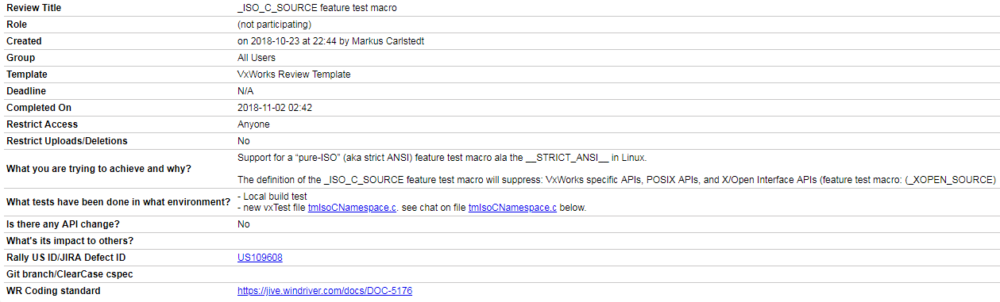 Review Title _ISO_C_SOURCE feature test macro
Role (not participating)
Created on 2018-10-23 at 22:44 by Markus Carlstedt
Group All Users
Template VxWorks Review Template
Deadline N/A
Completed On 2018-11-02 02:42
Restrict Access Anyone
Restrict Uploads/Deletions No
What you are trying to achieve and why? Support for a “pure-ISO” (aka strict ANSI) feature test macro ala the __STRICT_ANSI__ in Linux.
The definition of the _ISO_C_SOURCE feature test macro will suppress: VxWorks specific APIs, POSIX APIs, and X/Open Interface APIs (feature test macro: (_XOPEN_SOURCE)
What tests have been done in what environment? - Local build test
- new vxTest file tmIsoCNamespace.c. see chat on file tmIsoCNamespace.c below.
Is there any API change? No
What's its impact to others?
Rally US ID/JIRA Defect ID US109608
Git branch/ClearCase cspec
WR Coding standard https://jive.windriver.com/docs/DOC-5176